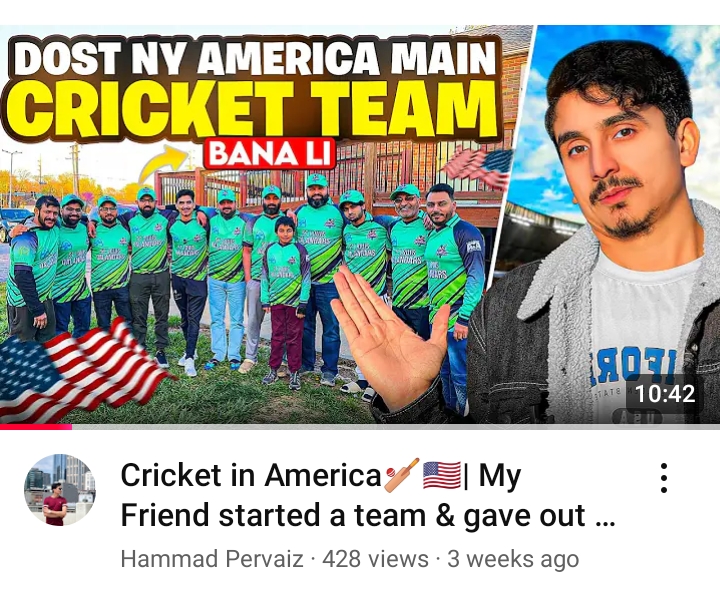 DOST NY AMERICA MAIN
CRICKET TEAM
BANA LI
10:42
Cricket in America🏏🇺🇸| My
Friend started a team & gave out ...
Hammad Pervaiz · 428 views · 3 weeks ago